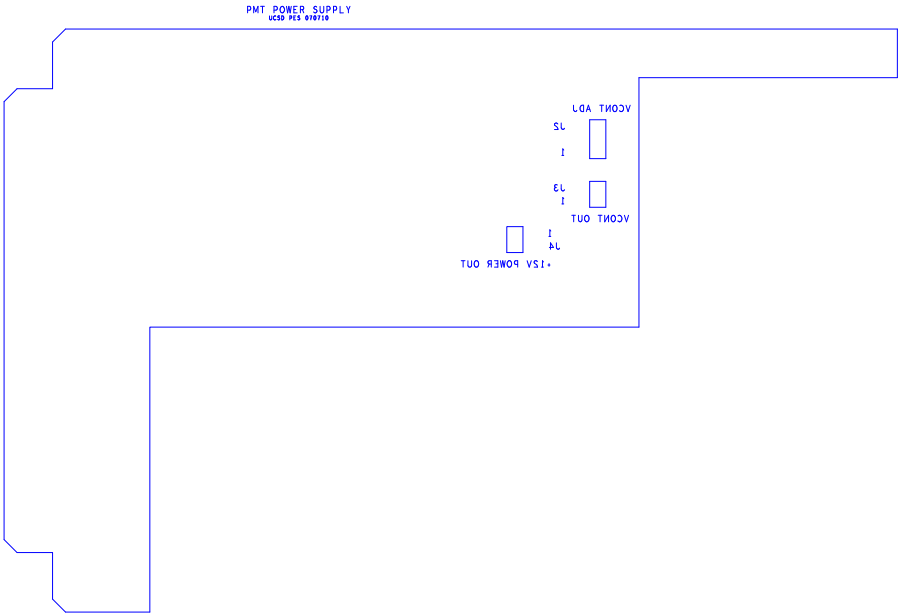 PMT POWER SUPPLY
UCSD PES 070710
VCONT ADJ
J2
1
J3
1
VCONT OUT
1
J4
+12V POWER OUT